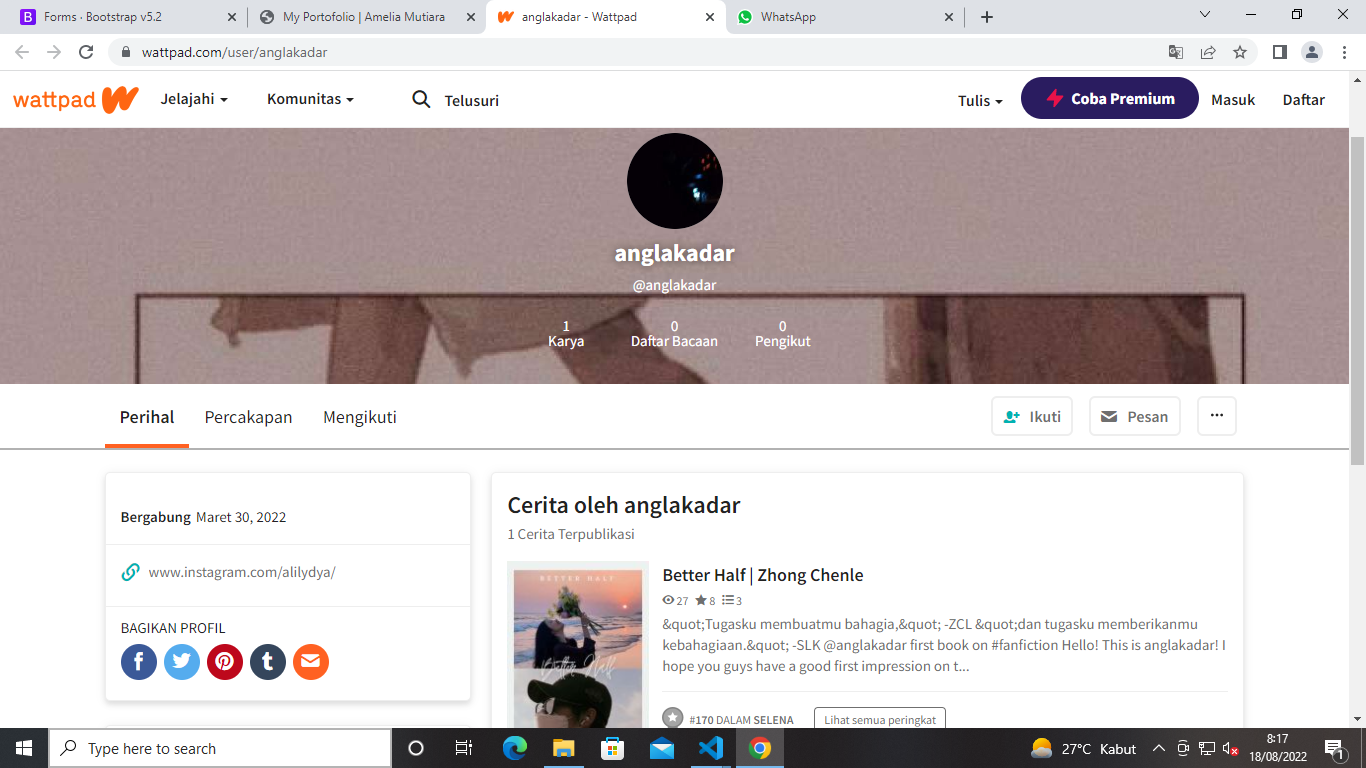 Forms · Bootstrap v5.2
My Portofolio | Amelia Mutiara
anglakadar - Wattpad
WhatsApp
wattpad.com/user/anglakadar
wattpad
Jelajahi
Komunitas
Telusuri
Tulis
Coba Premium
Masuk
Daftar
anglakadar
@anglakadar
1
Karya
0
Daftar Bacaan
0
Pengikut
Perihal
Percakapan
Mengikuti
Ikuti
Pesan
Bergabung Maret 30, 2022
www.instagram.com/alilydya/
BAGIKAN PROFIL
Cerita oleh anglakadar
1 Cerita Terpublikasi
BETTER HALF
Better Half
Better Half | Zhong Chenle
27 8 3
&quot;Tugasku membuatmu bahagia,&quot; -ZCL &quot;dan tugasku memberikanmu
kebahagiaan.&quot; -SLK @anglakadar first book on #fanfiction Hello! This is anglakadar! I
hope you guys have a good first impression on t...
#170 DALAM SELENA
Lihat semua peringkat
Type here to search
27°C Kabut
8:17
18/08/2022
1